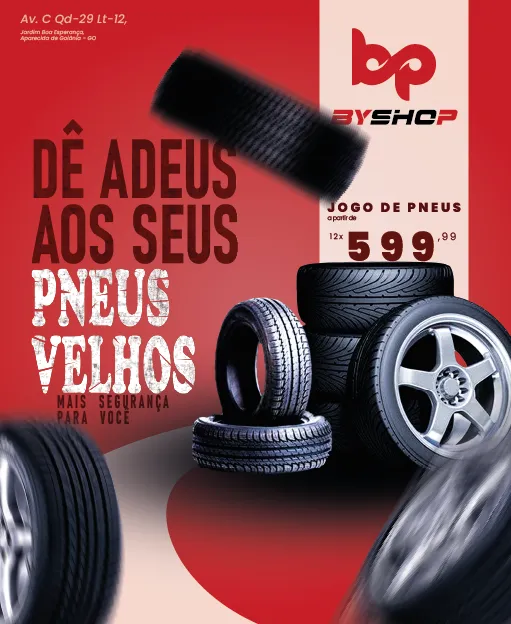 Av. C Qd-29 Lt-12,
Jardim Boa Esperança,
Aparecida de Goiânia - GO
bp
BYSHOP
JOGO DE PNEUS
a partir de
12x 599,99
DÊ ADEUS
AOS SEUS
PNEUS
VELHOS
MAIS SEGURANÇA
PARA VOCÊ